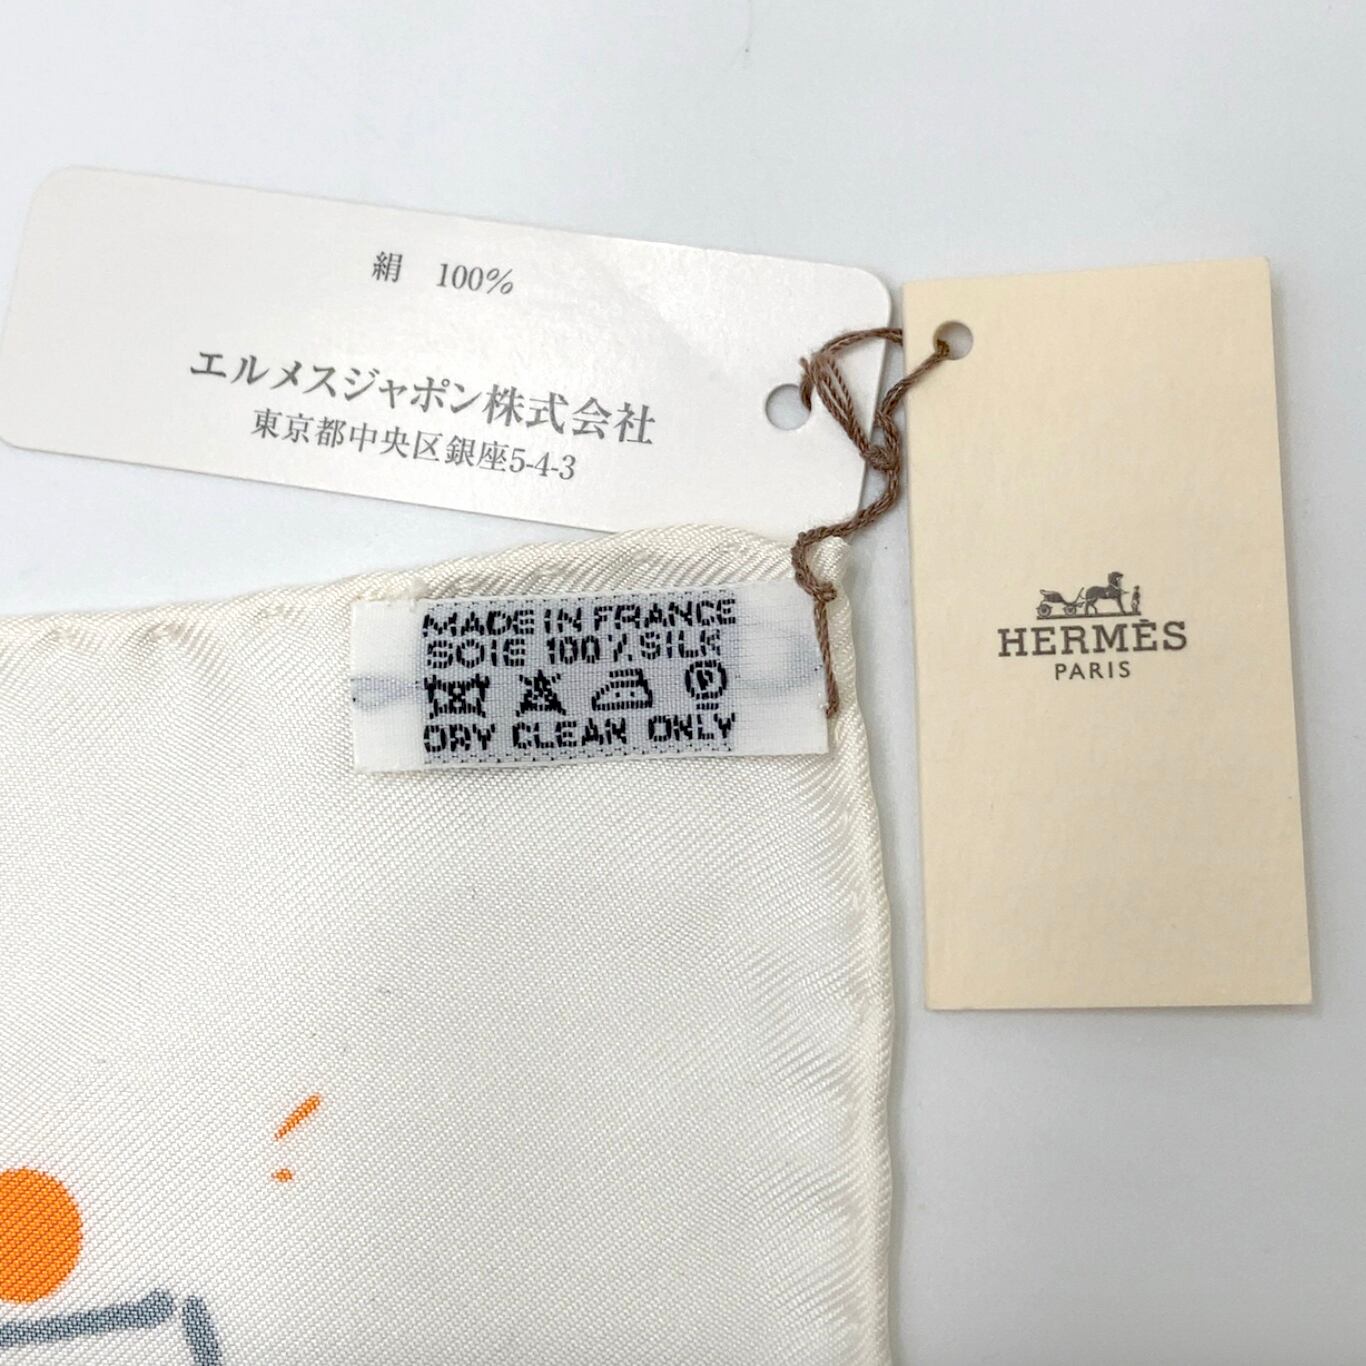 絹　100%
エルメスジャポン株式会社
東京都中央区銀座5-4-3
MADE IN FRANCE
SOIE 100% SILK
P
DRY CLEAN ONLY
HERMÈS
PARIS